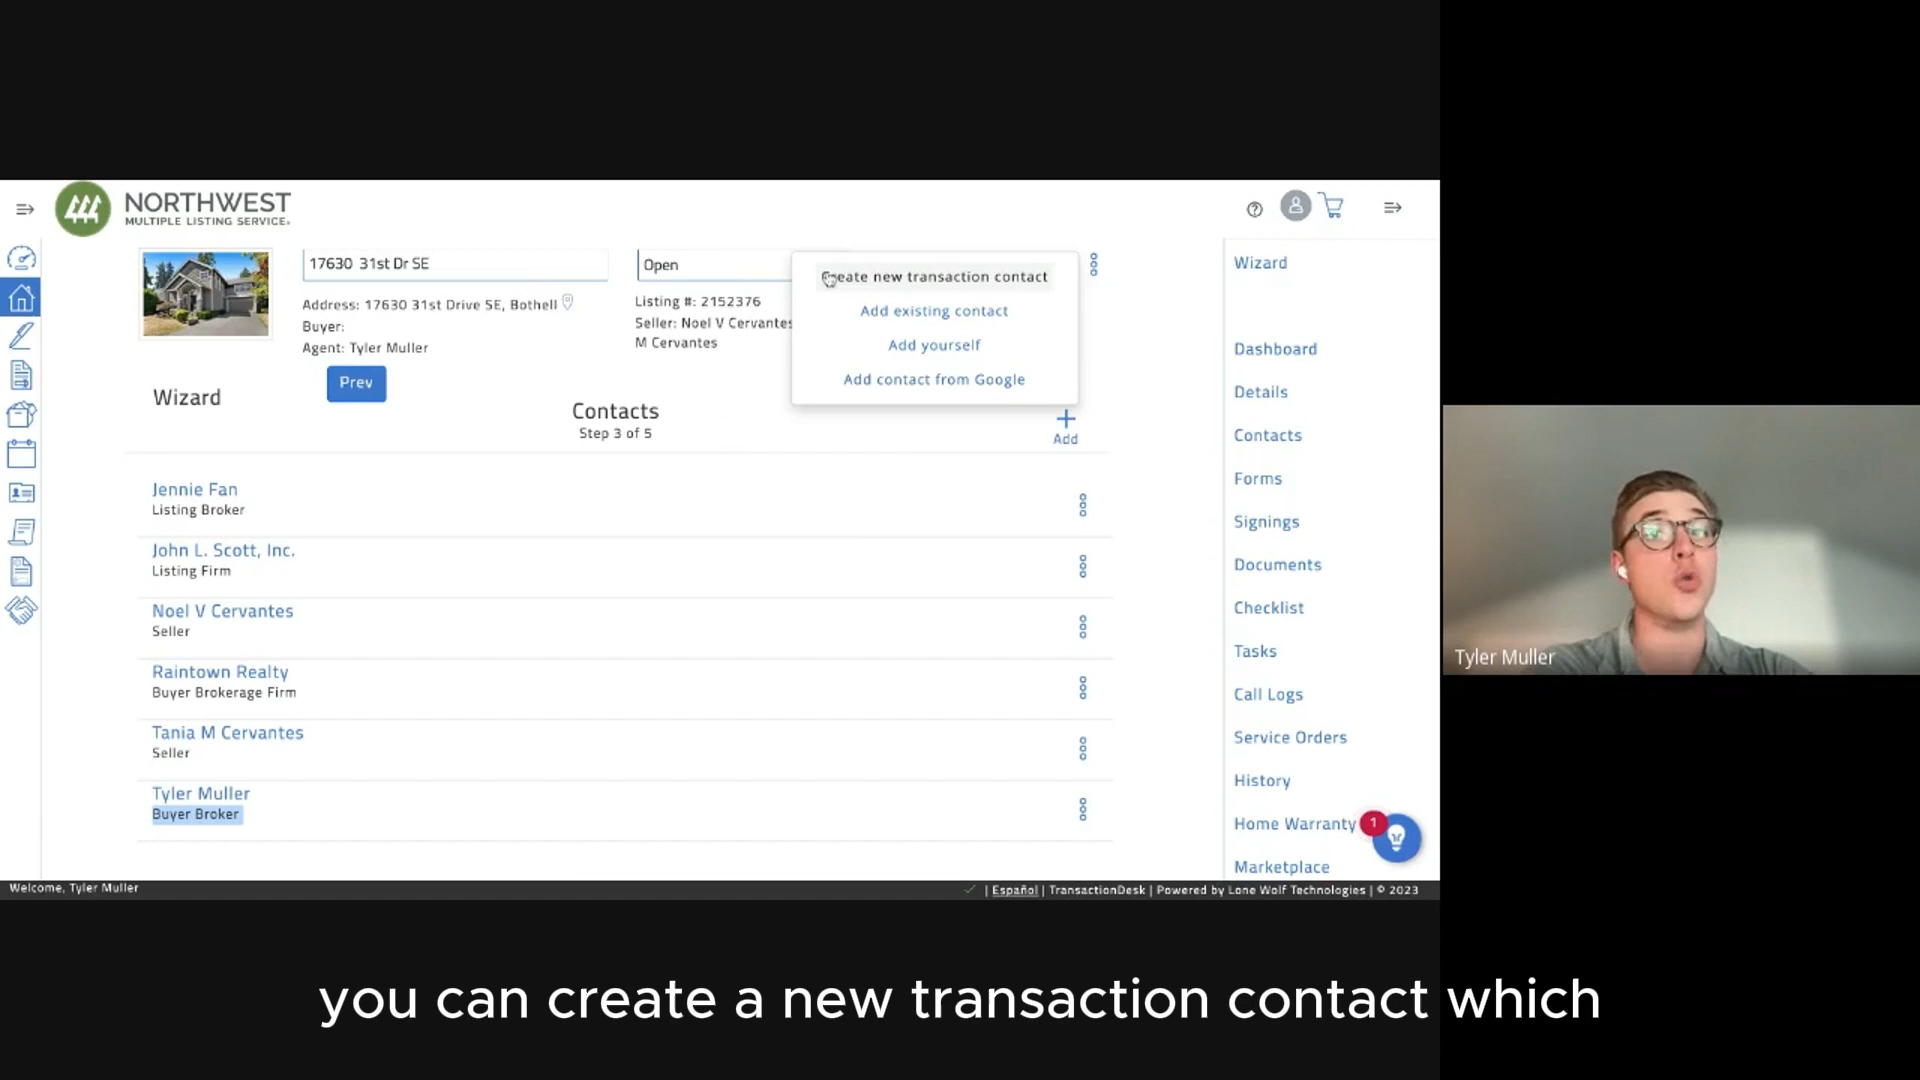 NORTHWEST
MULTIPLE LISTING SERVICE
17630 31st Dr SE
Open
Address: 17630 31st Drive SE, Bothell
Buyer:
Agent: Tyler Muller
Listing #: 2152376
Seller: Noel V Cervantes
M Cervantes
Create new transaction contact
Add existing contact
Add yourself
Add contact from Google
Wizard
Prev
Contacts
Step 3 of 5
Add
Jennie Fan
Listing Broker
John L. Scott, Inc.
Listing Firm
Noel V Cervantes
Seller
Raintown Realty
Buyer Brokerage Firm
Tania M Cervantes
Seller
Tyler Muller
Buyer Broker
Wizard
Dashboard
Details
Contacts
Forms
Signings
Documents
Checklist
Tasks
Call Logs
Service Orders
History
Home Warranty
1
Marketplace
Welcome, Tyler Muller
| Español | TransactionDesk | Powered by Lone Wolf Technologies | © 2023
Tyler Muller
you can create a new transaction contact which